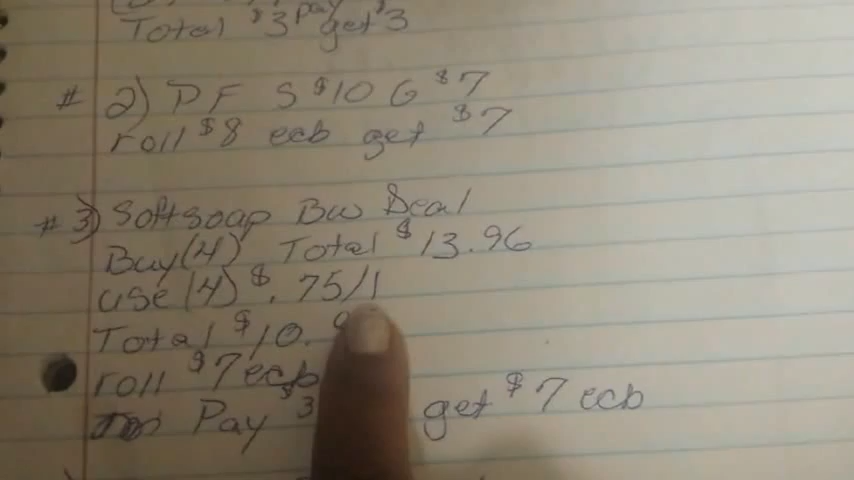 Total $3 pay get $3
# 2) PF S $10 G $7
roll $8 ecb get $7
# 3) Softsoap BW Deal
Buy (4) Total $13.96
use (4) $.75/1
Total $10.
roll $7 ecb
Pay $3 get $7 ecb